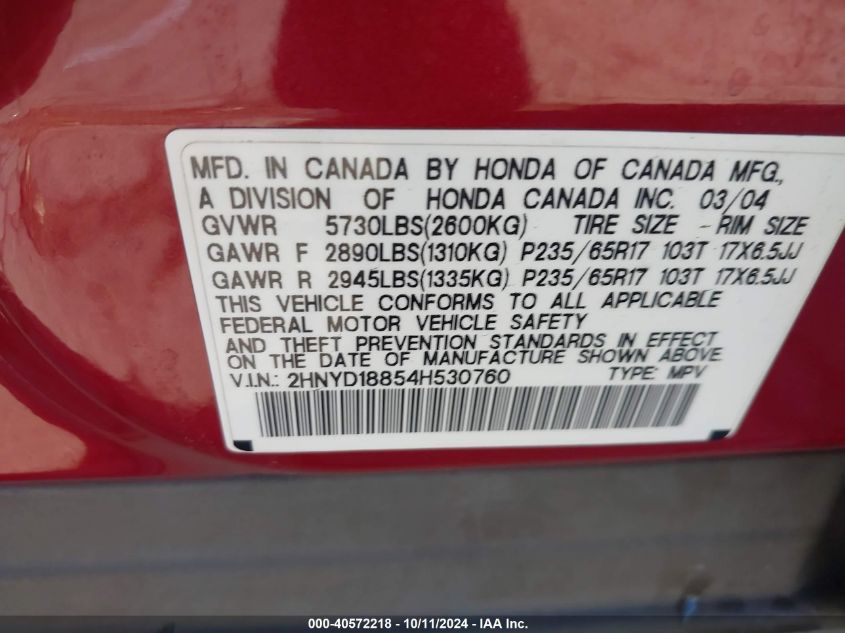 MFD. IN CANADA BY HONDA OF CANADA MFG.,
A DIVISION OF HONDA CANADA INC. 03/04
GVWR 5730LBS(2600KG) TIRE SIZE RIM SIZE
GAWR F 2890LBS(1310KG) P235/65R17 103T 17X6.5JJ
GAWR R 2945LBS(1335KG) P235/65R17 103T 17X6.5JJ
THIS VEHICLE CONFORMS TO ALL APPLICABLE
FEDERAL MOTOR VEHICLE SAFETY
AND THEFT PREVENTION STANDARDS IN EFFECT
ON THE DATE OF MANUFACTURE SHOWN ABOVE
V.I.N.: 2HNYD18854H530760 TYPE: MPV
000-40572218 - 10/11/2024 - IAA Inc.